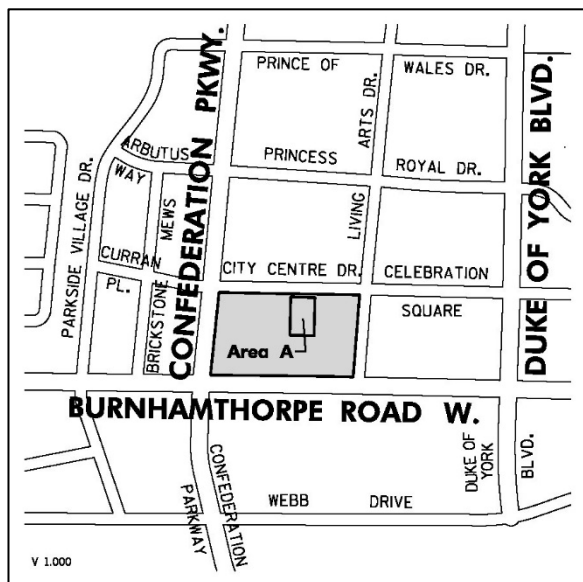 PRINCE OF
WALES DR.
CONFEDERATION PKWY.
DUKE OF YORK BLVD.
LIVING ARTS DR.
PARKSIDE VILLAGE DR.
ARBUTUS WAY
PRINCESS
ROYAL DR.
BRICKSTONE MEWS
CURRAN PL.
CITY CENTRE DR.
CELEBRATION
SQUARE
Area A
BURNHAMTHORPE ROAD W.
DUKE OF YORK
BLVD.
CONFEDERATION
PARKWAY
WEBB DRIVE
V 1.000